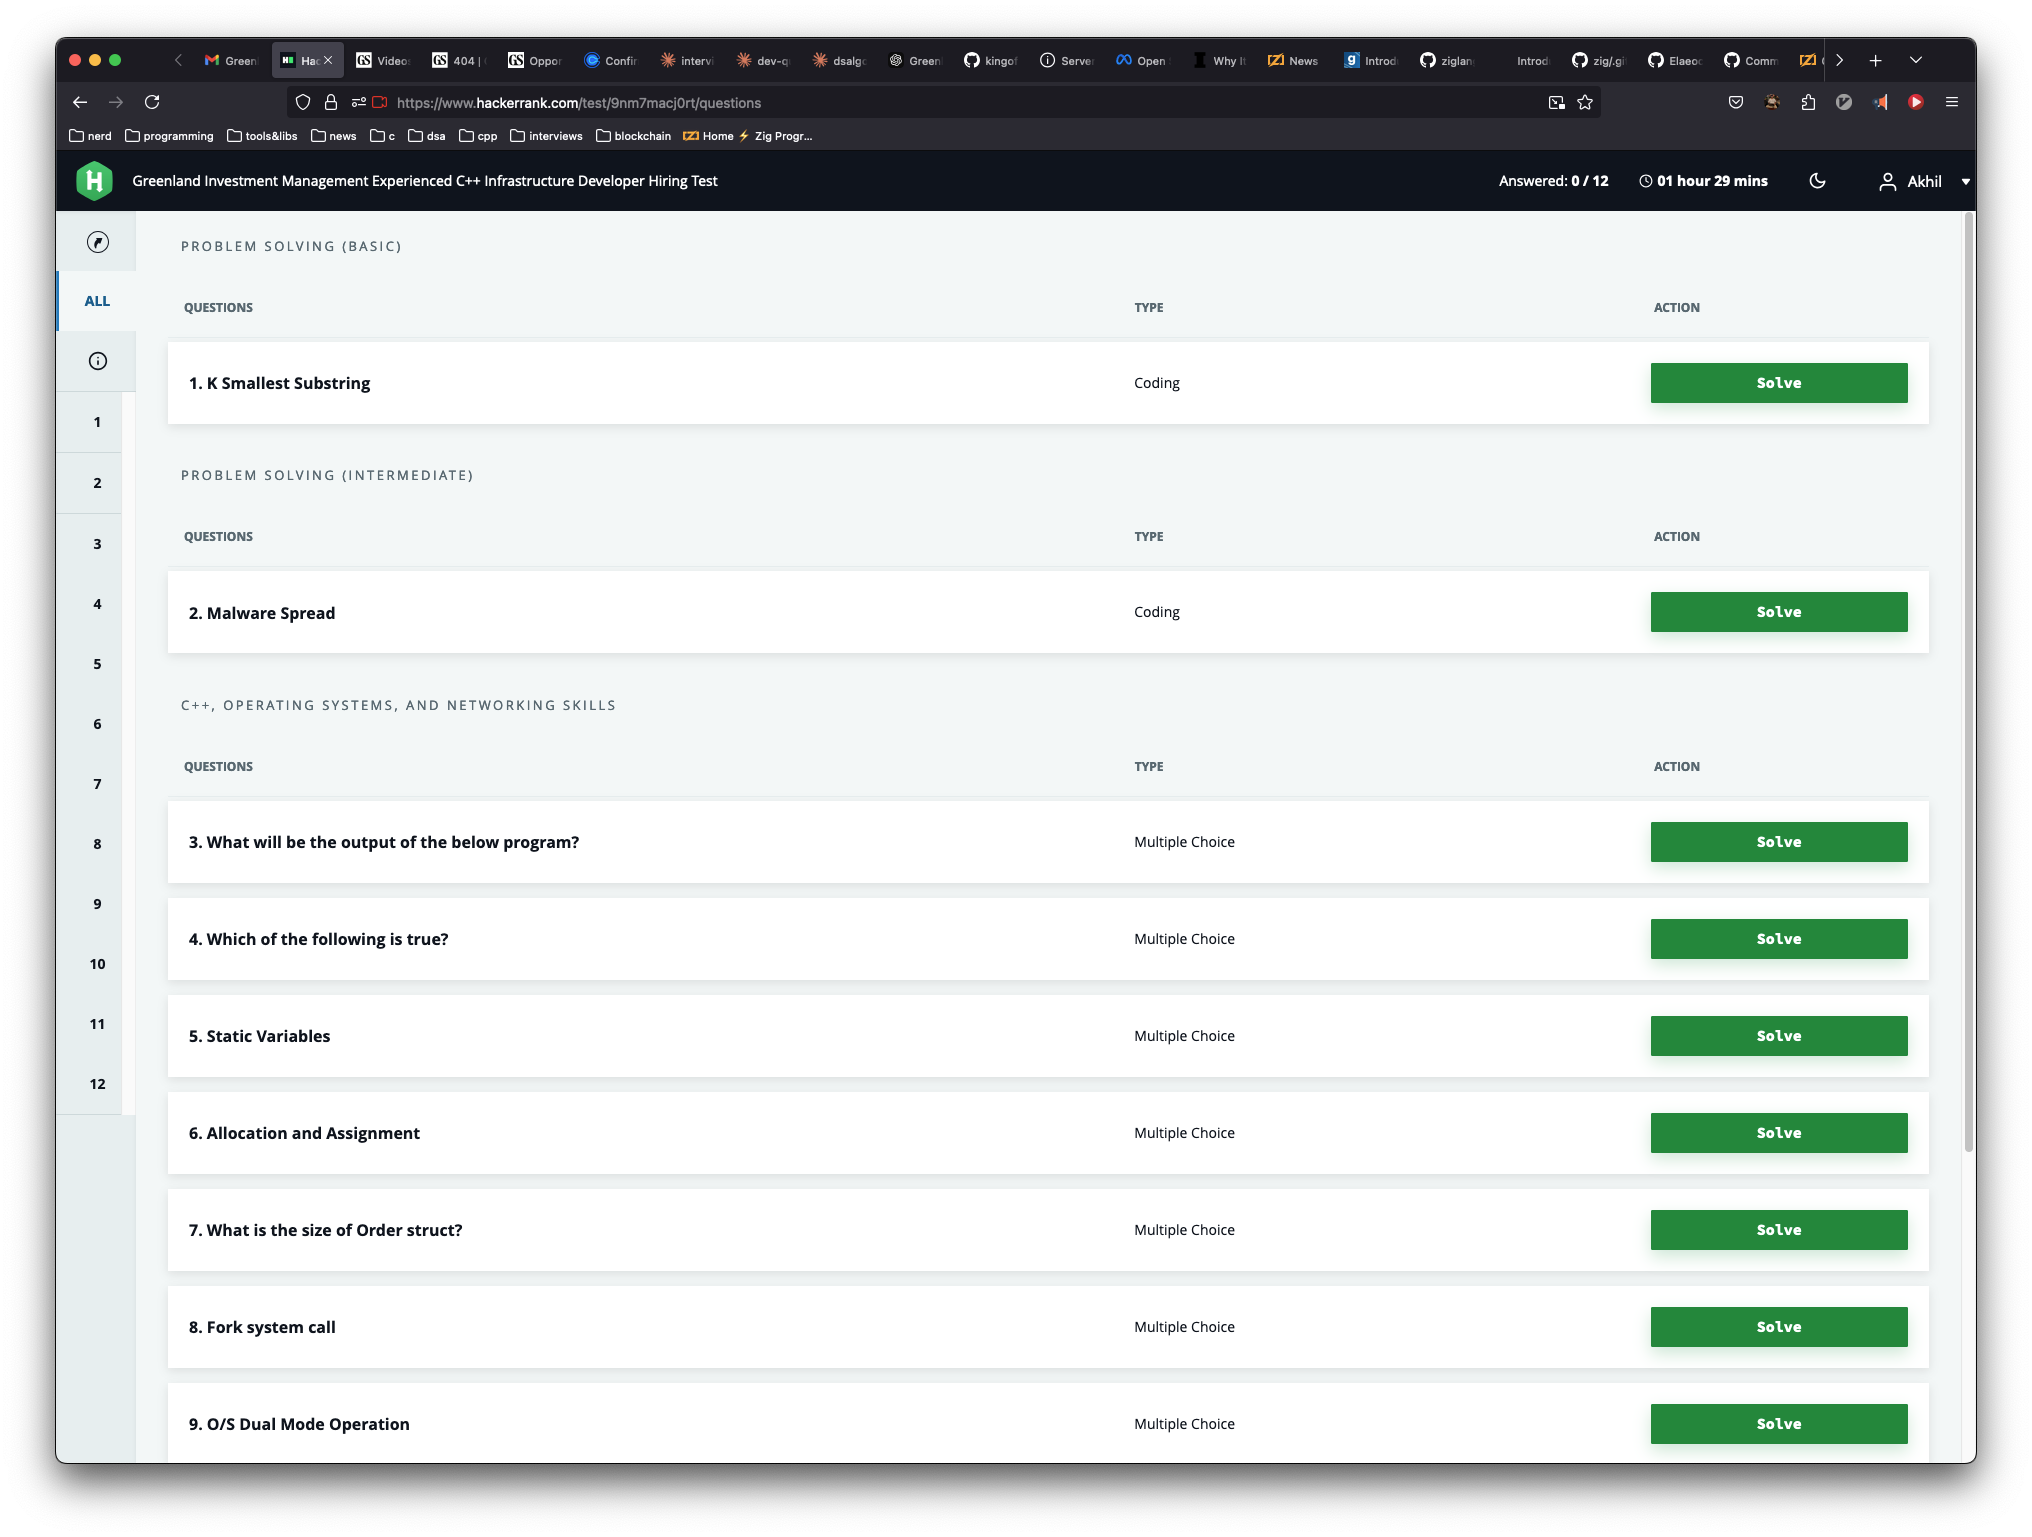 Green
Hac
Video
404 |
Oppor
Confir
intervi
dev-q
dsalgo
Green
kingof
Server
Open
Why It
News
Introd
ziglan
Introd
zig/.gi
Elaeoc
Comm
https://www.hackerrank.com/test/9nm7macj0rt/questions
nerd programming tools&libs news c dsa cpp interviews blockchain Home ⚡ Zig Progr...
Greenland Investment Management Experienced C++ Infrastructure Developer Hiring Test
Answered: 0 / 12
01 hour 29 mins
Akhil
ALL
1
2
3
4
5
6
7
8
9
10
11
12
PROBLEM SOLVING (BASIC)
QUESTIONS TYPE ACTION
1. K Smallest Substring Coding Solve
PROBLEM SOLVING (INTERMEDIATE)
QUESTIONS TYPE ACTION
2. Malware Spread Coding Solve
C++, OPERATING SYSTEMS, AND NETWORKING SKILLS
QUESTIONS TYPE ACTION
3. What will be the output of the below program? Multiple Choice Solve
4. Which of the following is true? Multiple Choice Solve
5. Static Variables Multiple Choice Solve
6. Allocation and Assignment Multiple Choice Solve
7. What is the size of Order struct? Multiple Choice Solve
8. Fork system call Multiple Choice Solve
9. O/S Dual Mode Operation Multiple Choice Solve